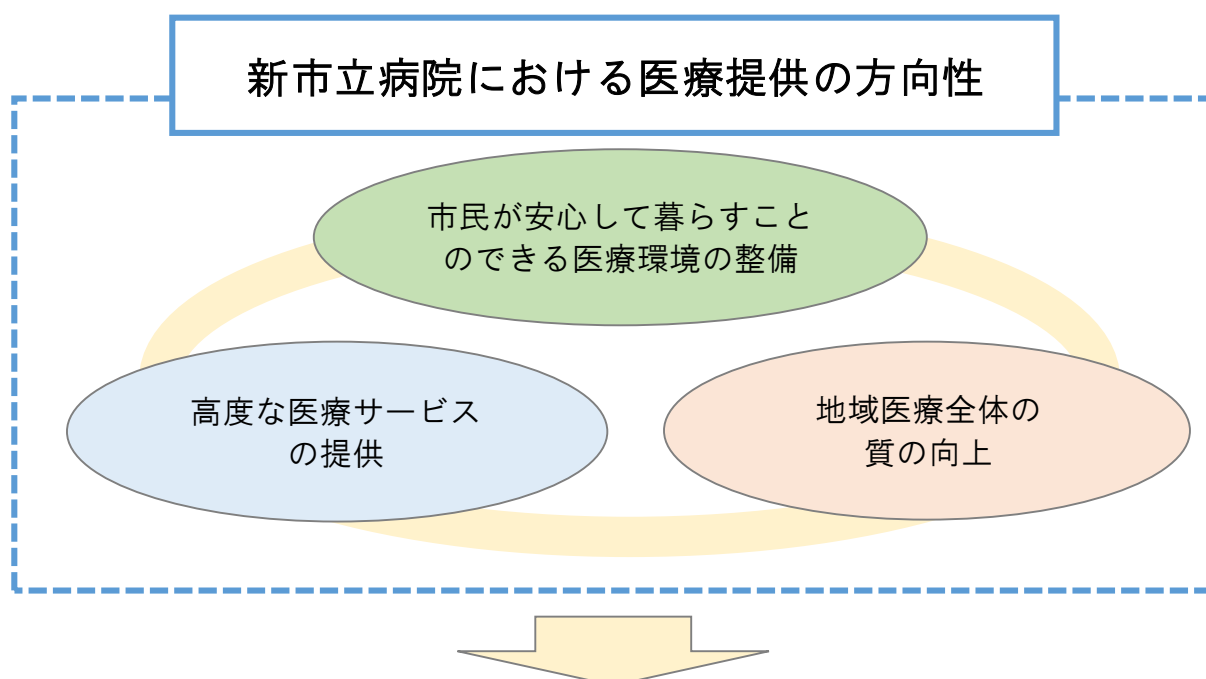 新市立病院における医療提供の方向性
市民が安心して暮らすこと
のできる医療環境の整備
高度な医療サービス
の提供
地域医療全体の
質の向上